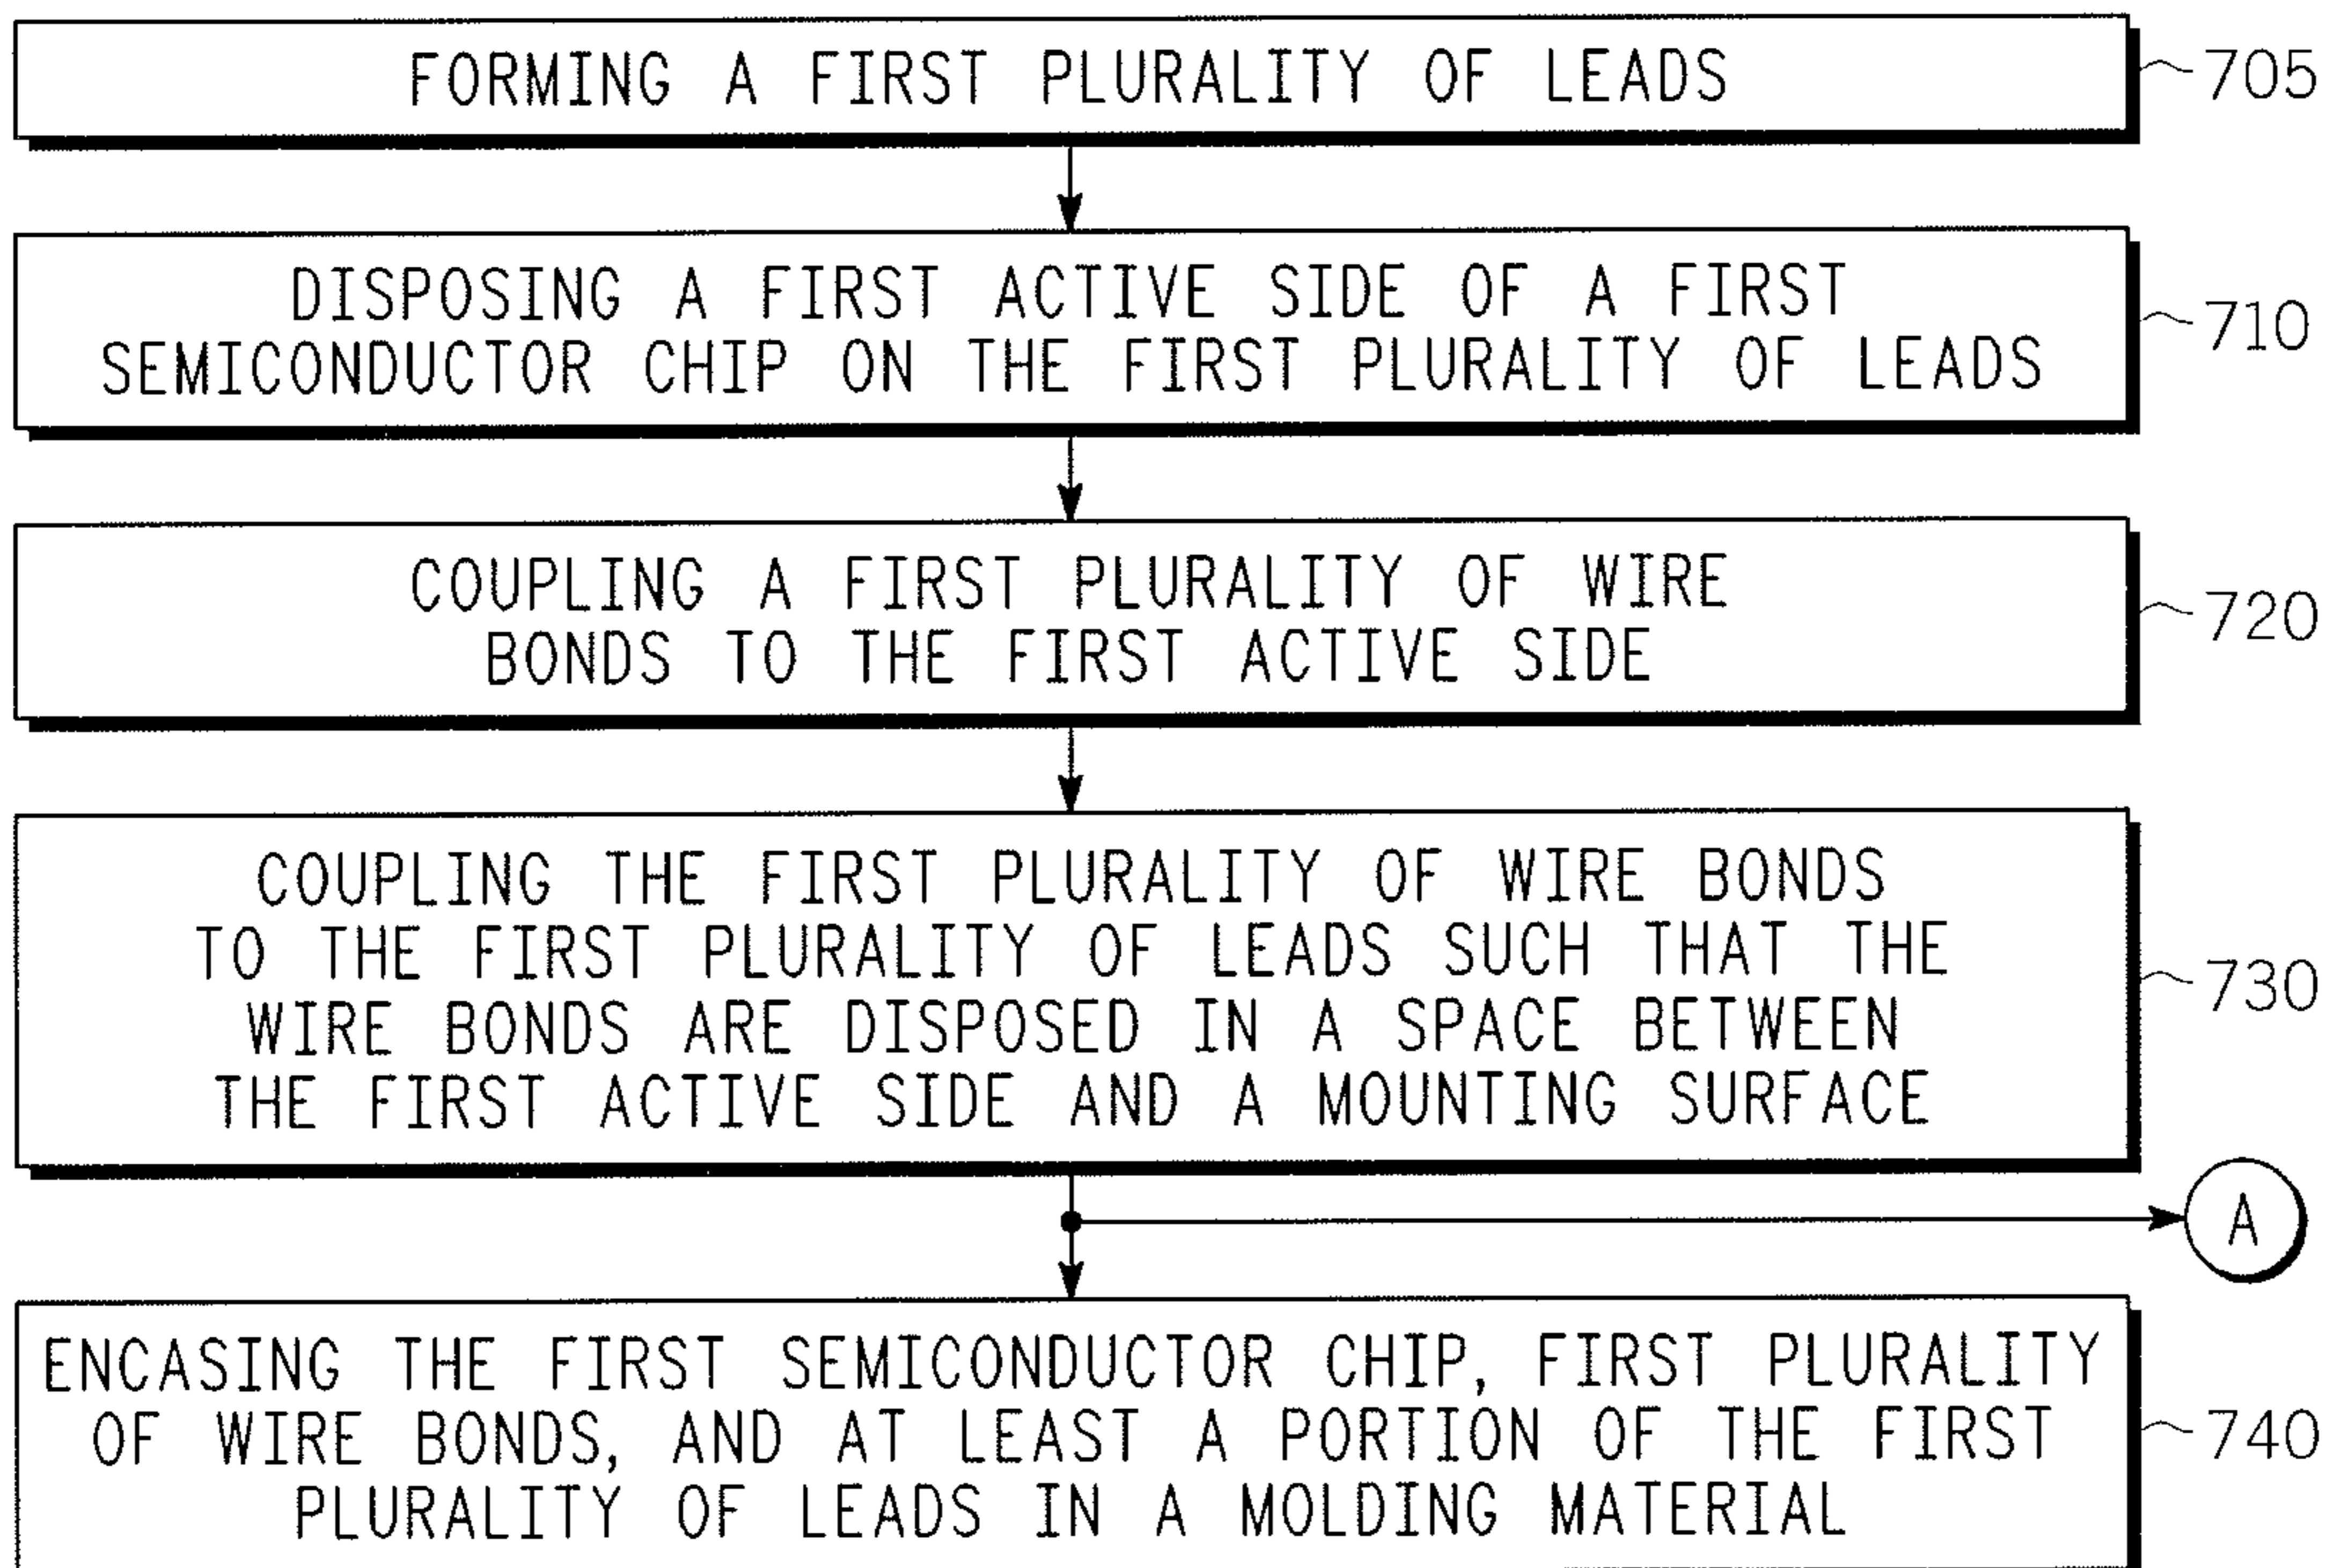 FORMING A FIRST PLURALITY OF LEADS
705
DISPOSING A FIRST ACTIVE SIDE OF A FIRST
SEMICONDUCTOR CHIP ON THE FIRST PLURALITY OF LEADS
710
COUPLING A FIRST PLURALITY OF WIRE
BONDS TO THE FIRST ACTIVE SIDE
720
COUPLING THE FIRST PLURALITY OF WIRE BONDS
TO THE FIRST PLURALITY OF LEADS SUCH THAT THE
WIRE BONDS ARE DISPOSED IN A SPACE BETWEEN
THE FIRST ACTIVE SIDE AND A MOUNTING SURFACE
730
A
ENCASING THE FIRST SEMICONDUCTOR CHIP, FIRST PLURALITY
OF WIRE BONDS, AND AT LEAST A PORTION OF THE FIRST
PLURALITY OF LEADS IN A MOLDING MATERIAL
740